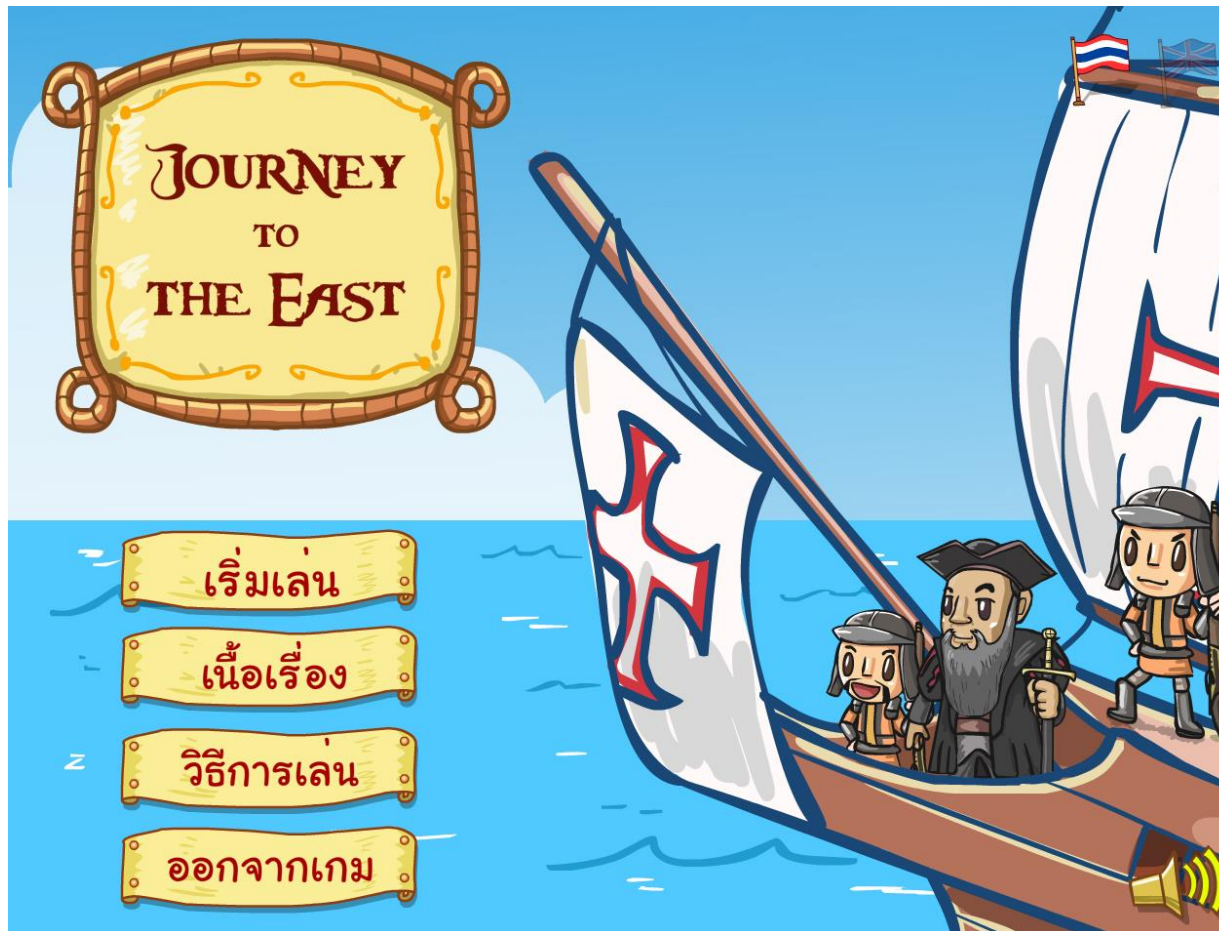 JOURNEY
TO
THE EAST
เริ่มเล่น
เนื้อเรื่อง
วิธีการเล่น
ออกจากเกม